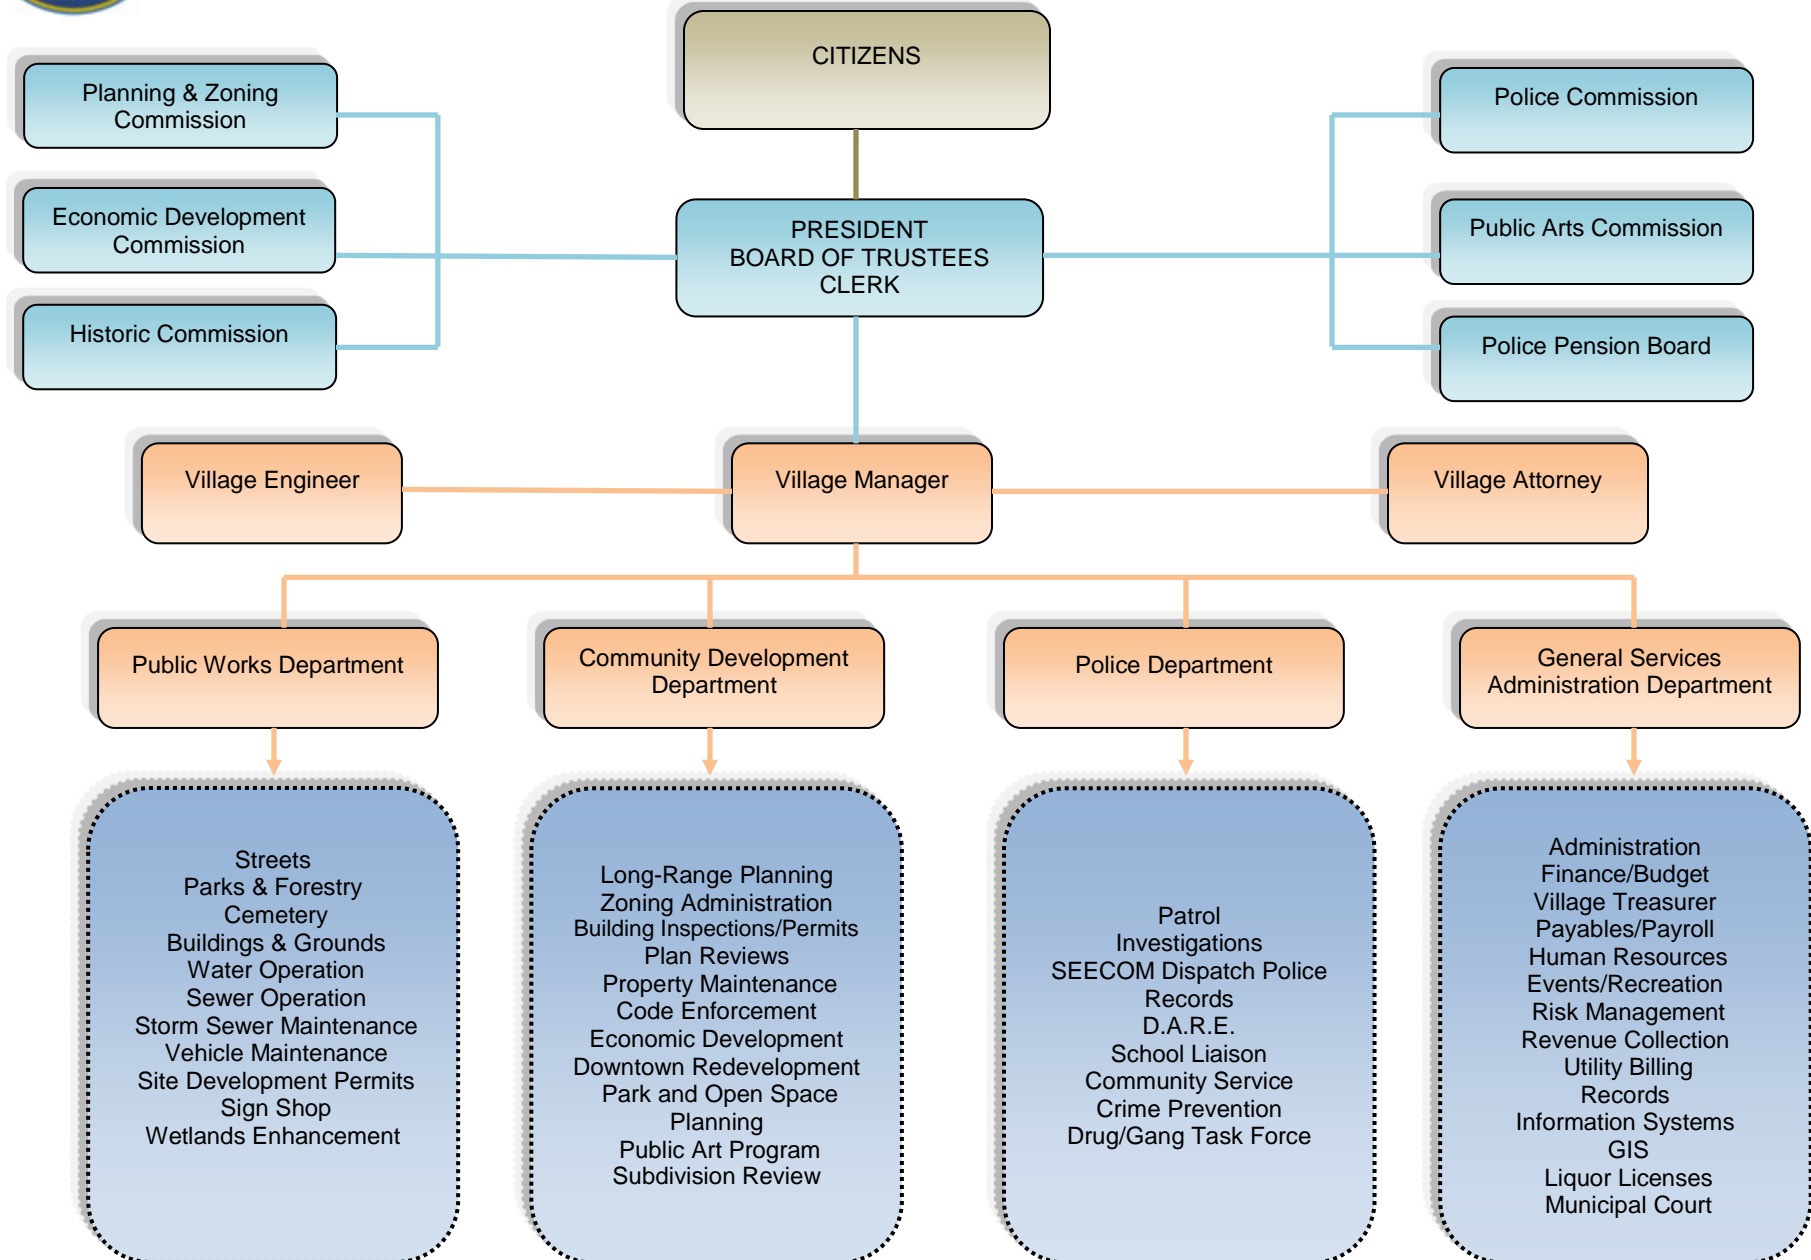 CITIZENS
Planning & Zoning
Commission
Police Commission
Economic Development
Commission
PRESIDENT
BOARD OF TRUSTEES
CLERK
Public Arts Commission
Historic Commission
Police Pension Board
Village Engineer
Village Manager
Village Attorney
Public Works Department
Community Development
Department
Police Department
General Services
Administration Department
Streets
Parks & Forestry
Cemetery
Buildings & Grounds
Water Operation
Sewer Operation
Storm Sewer Maintenance
Vehicle Maintenance
Site Development Permits
Sign Shop
Wetlands Enhancement
Long-Range Planning
Zoning Administration
Building Inspections/Permits
Plan Reviews
Property Maintenance
Code Enforcement
Economic Development
Downtown Redevelopment
Park and Open Space
Planning
Public Art Program
Subdivision Review
Patrol
Investigations
SEECOM Dispatch Police
Records
D.A.R.E.
School Liaison
Community Service
Crime Prevention
Drug/Gang Task Force
Administration
Finance/Budget
Village Treasurer
Payables/Payroll
Human Resources
Events/Recreation
Risk Management
Revenue Collection
Utility Billing
Records
Information Systems
GIS
Liquor Licenses
Municipal Court